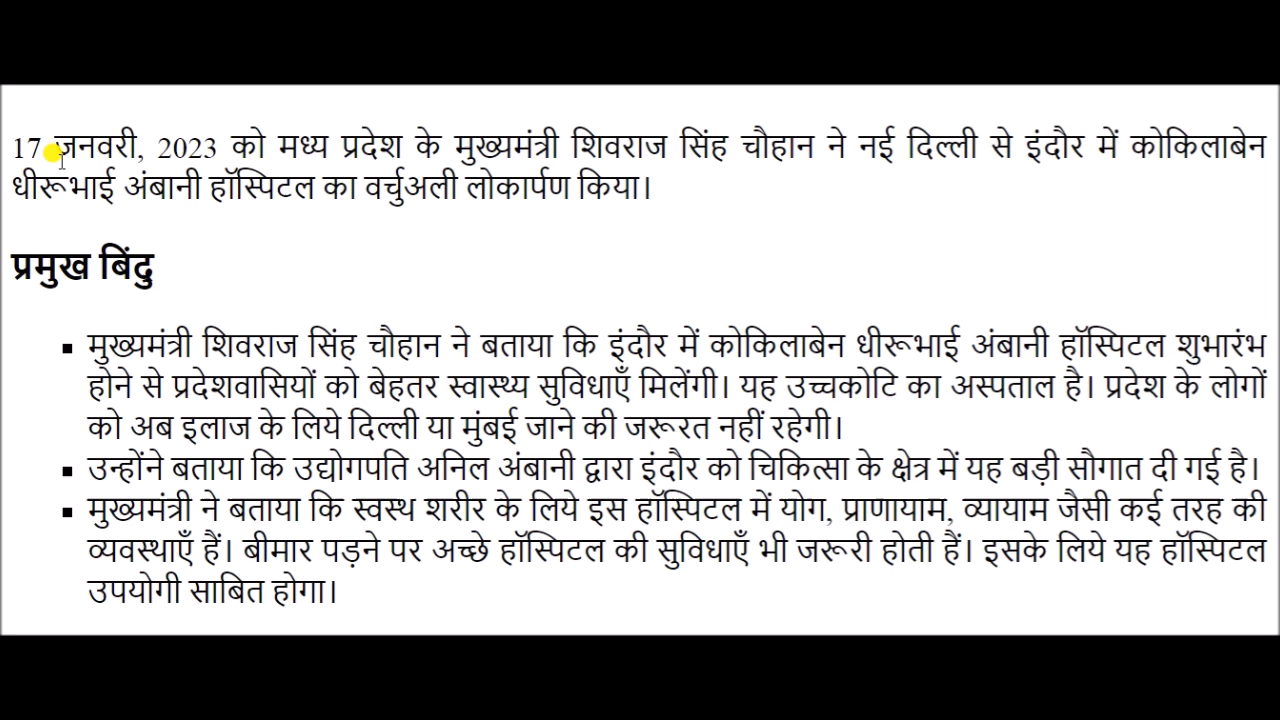 17 जनवरी, 2023 को मध्य प्रदेश के मुख्यमंत्री शिवराज सिंह चौहान ने नई दिल्ली से इंदौर में कोकिलाबेन
धीरूभाई अंबानी हॉस्पिटल का वर्चुअली लोकार्पण किया।
प्रमुख बिंदु
▪ मुख्यमंत्री शिवराज सिंह चौहान ने बताया कि इंदौर में कोकिलाबेन धीरूभाई अंबानी हॉस्पिटल शुभारंभ
होने से प्रदेशवासियों को बेहतर स्वास्थ्य सुविधाएँ मिलेंगी। यह उच्चकोटि का अस्पताल है। प्रदेश के लोगों
को अब इलाज के लिये दिल्ली या मुंबई जाने की जरूरत नहीं रहेगी।
▪ उन्होंने बताया कि उद्योगपति अनिल अंबानी द्वारा इंदौर को चिकित्सा के क्षेत्र में यह बड़ी सौगात दी गई है।
▪ मुख्यमंत्री ने बताया कि स्वस्थ शरीर के लिये इस हॉस्पिटल में योग, प्राणायाम, व्यायाम जैसी कई तरह की
व्यवस्थाएँ हैं। बीमार पड़ने पर अच्छे हॉस्पिटल की सुविधाएँ भी जरूरी होती हैं। इसके लिये यह हॉस्पिटल
उपयोगी साबित होगा।